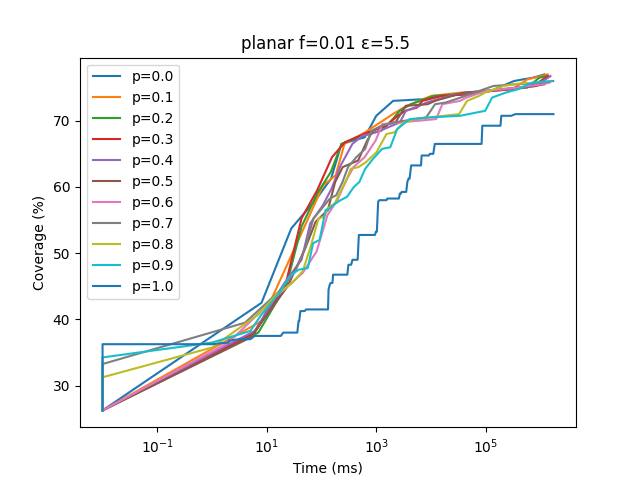 planar f=0.01 ε=5.5
Coverage (%)
70
60
50
40
30
p=0.0
p=0.1
p=0.2
p=0.3
p=0.4
p=0.5
p=0.6
p=0.7
p=0.8
p=0.9
p=1.0
10⁻¹ 10¹ 10³ 10⁵
Time (ms)